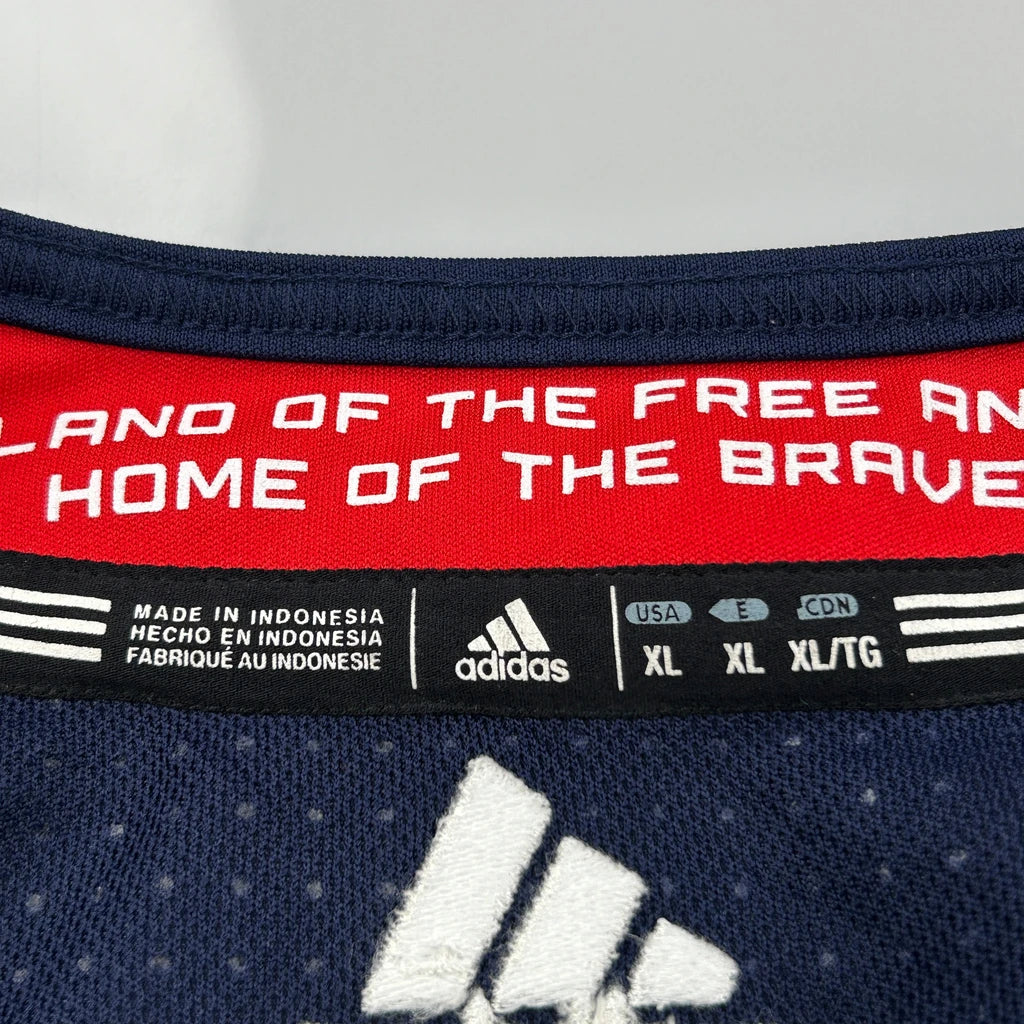 LAND OF THE FREE AN
HOME OF THE BRAVE
MADE IN INDONESIA
HECHO EN INDONESIA
FABRIQUÉ AU INDONESIE
adidas
USA E CDN
XL XL XL/TG